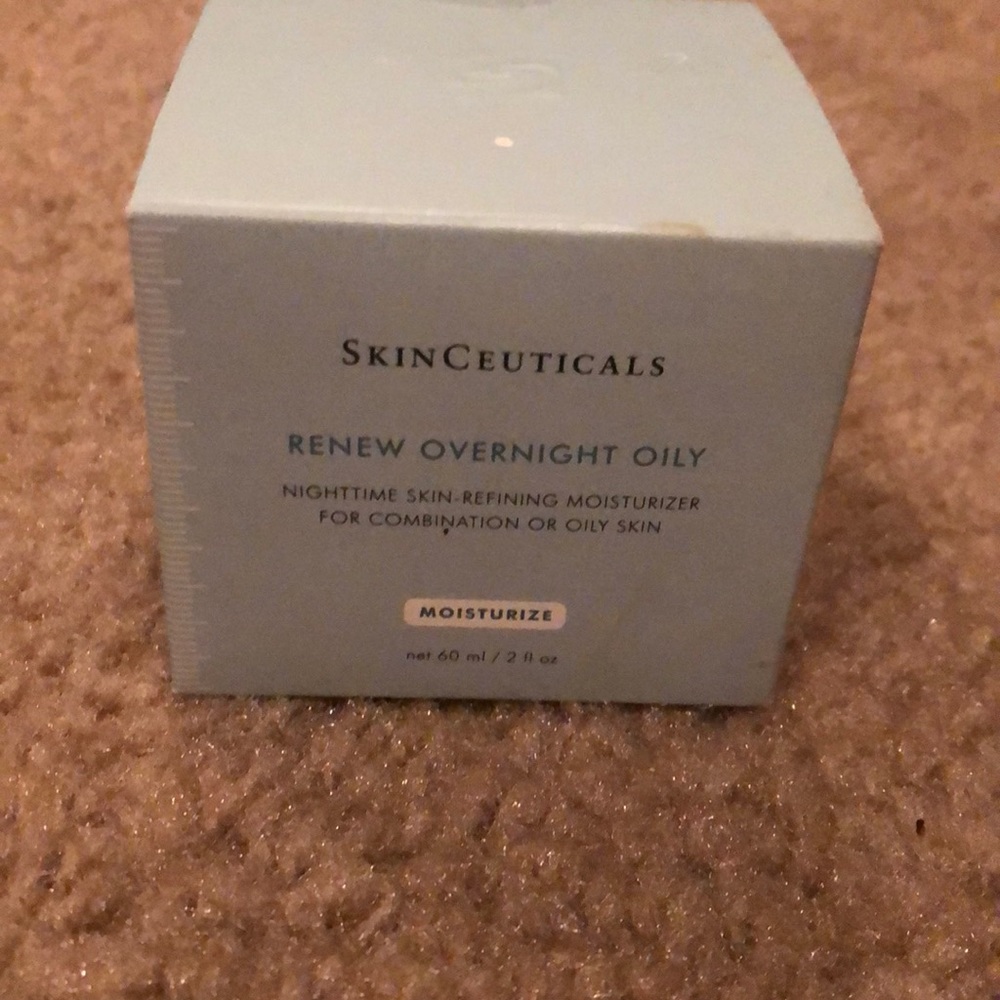 SKINCEUTICALS
RENEW OVERNIGHT OILY
NIGHTTIME SKIN-REFINING MOISTURIZER
FOR COMBINATION OR OILY SKIN
MOISTURIZE
net 60 ml / 2 fl oz